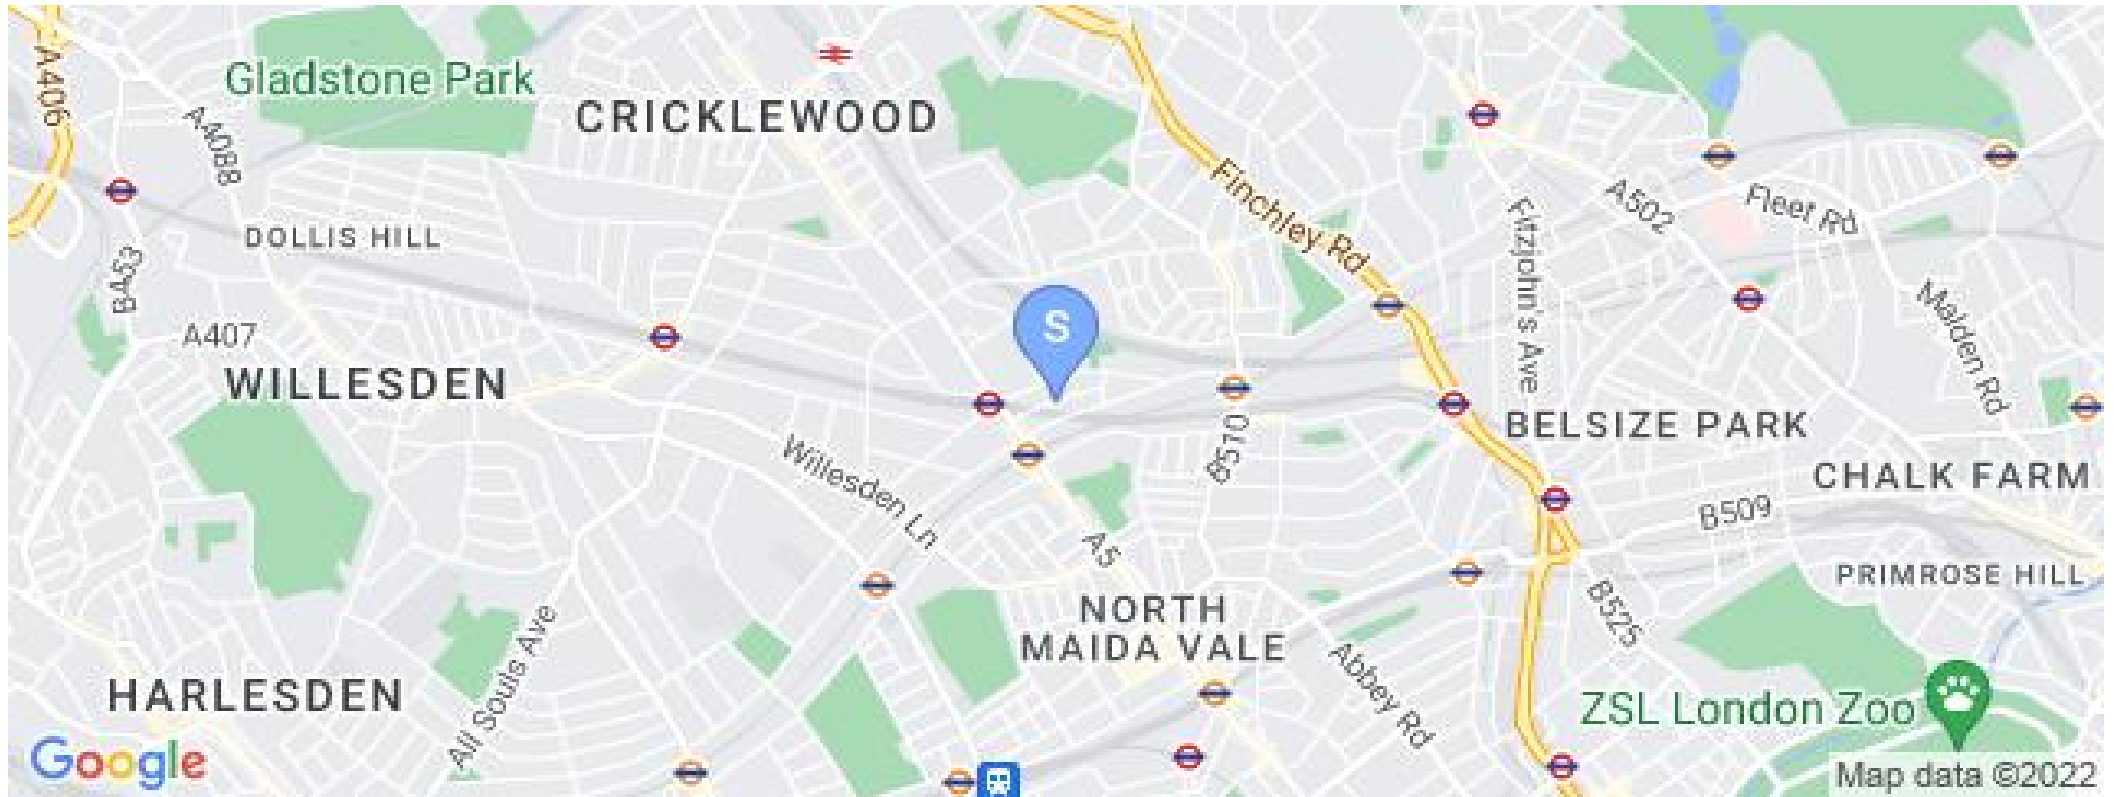 A406
Gladstone Park
CRICKLEWOOD
A4088
Finchley Rd
A502
Fleet Rd
Fitzjohn's Ave
DOLLIS HILL
B453
A407
S
Malden Rd
WILLESDEN
BELSIZE PARK
B510
Willesden Ln
CHALK FARM
B509
A5
PRIMROSE HILL
NORTH
MAIDA VALE
B525
All Souls Ave
Abbey Rd
HARLESDEN
ZSL London Zoo
Google
Map data ©2022